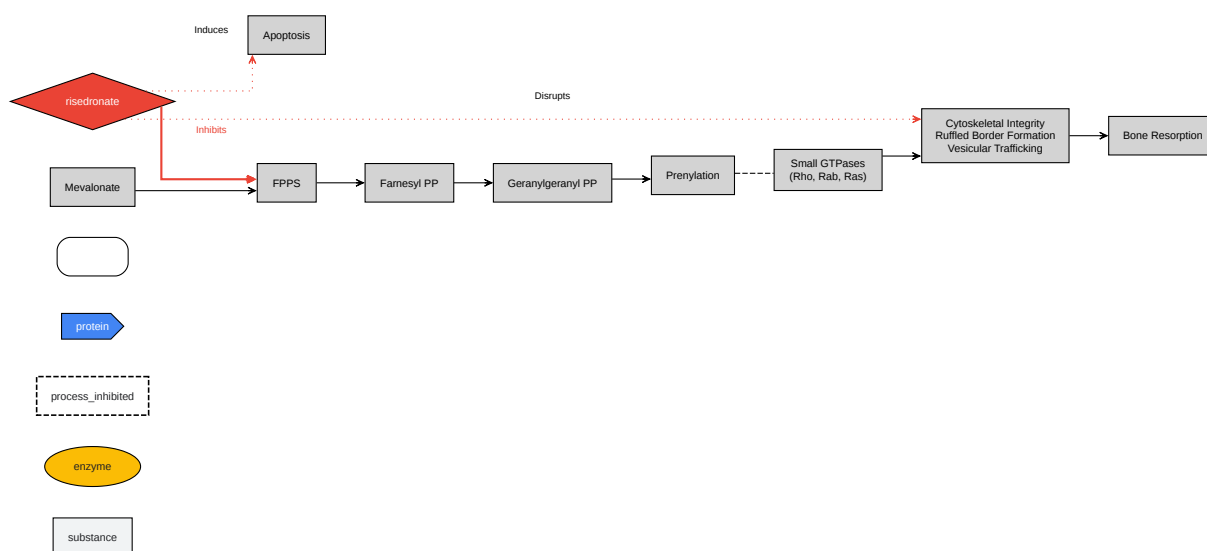 Induces
Apoptosis
risedronate
Disrupts
Inhibits
Cytoskeletal Integrity
Ruffled Border Formation
Vesicular Trafficking
Bone Resorption
Mevalonate
FPPS
Farnesyl PP
Geranylgeranyl PP
Prenylation
Small GTPases
(Rho, Rab, Ras)
protein
process_inhibited
enzyme
substance